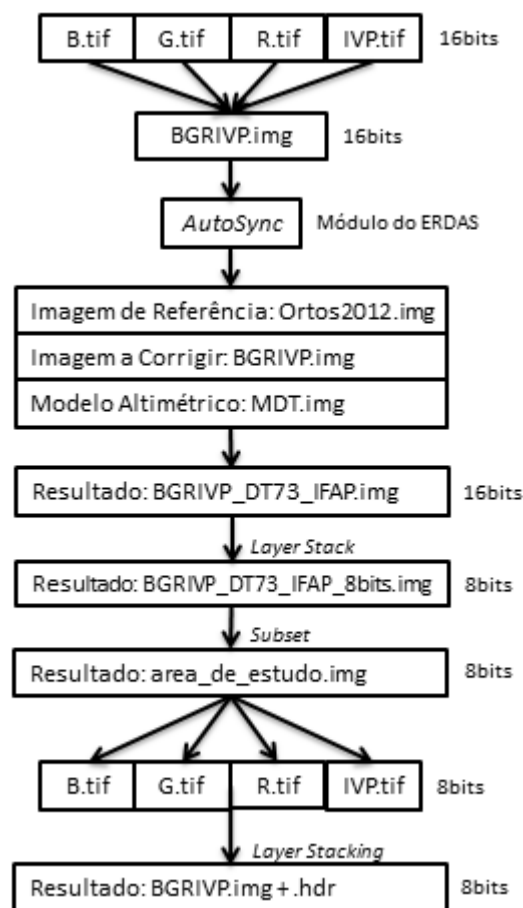 B.tif G.tif R.tif IVP.tif 16bits
BGRIVP.img 16bits
AutoSync Módulo do ERDAS
Imagem de Referência: Ortos2012.img
Imagem a Corrigir: BGRIVP.img
Modelo Altimétrico: MDT.img
Resultado: BGRIVP_DT73_IFAP.img 16bits
Layer Stack
Resultado: BGRIVP_DT73_IFAP_8bits.img 8bits
Subset
Resultado: area_de_estudo.img 8bits
B.tif G.tif R.tif IVP.tif 8bits
Layer Stacking
Resultado: BGRIVP.img+.hdr 8bits